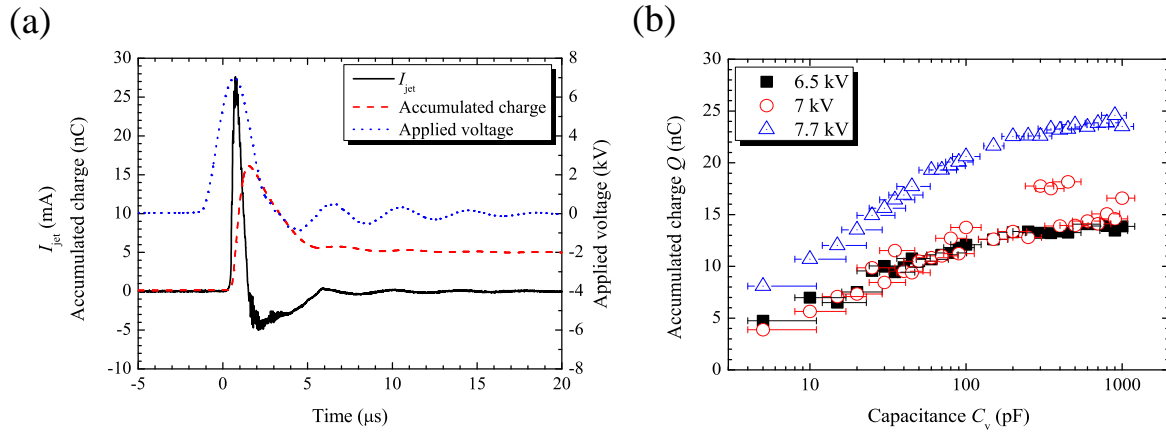 (a)
(b)
30
25
20
15
10
5
0
-5
-10
I_jet (mA)
Accumulated charge (nC)
I_jet
Accumulated charge
Applied voltage
8
6
4
2
0
-2
-4
-6
-8
Applied voltage (kV)
-5 0 5 10 15 20
Time (μs)
30
25
20
15
10
5
0
Accumulated charge Q (nC)
6.5 kV
7 kV
7.7 kV
10 100 1000
Capacitance C_v (pF)